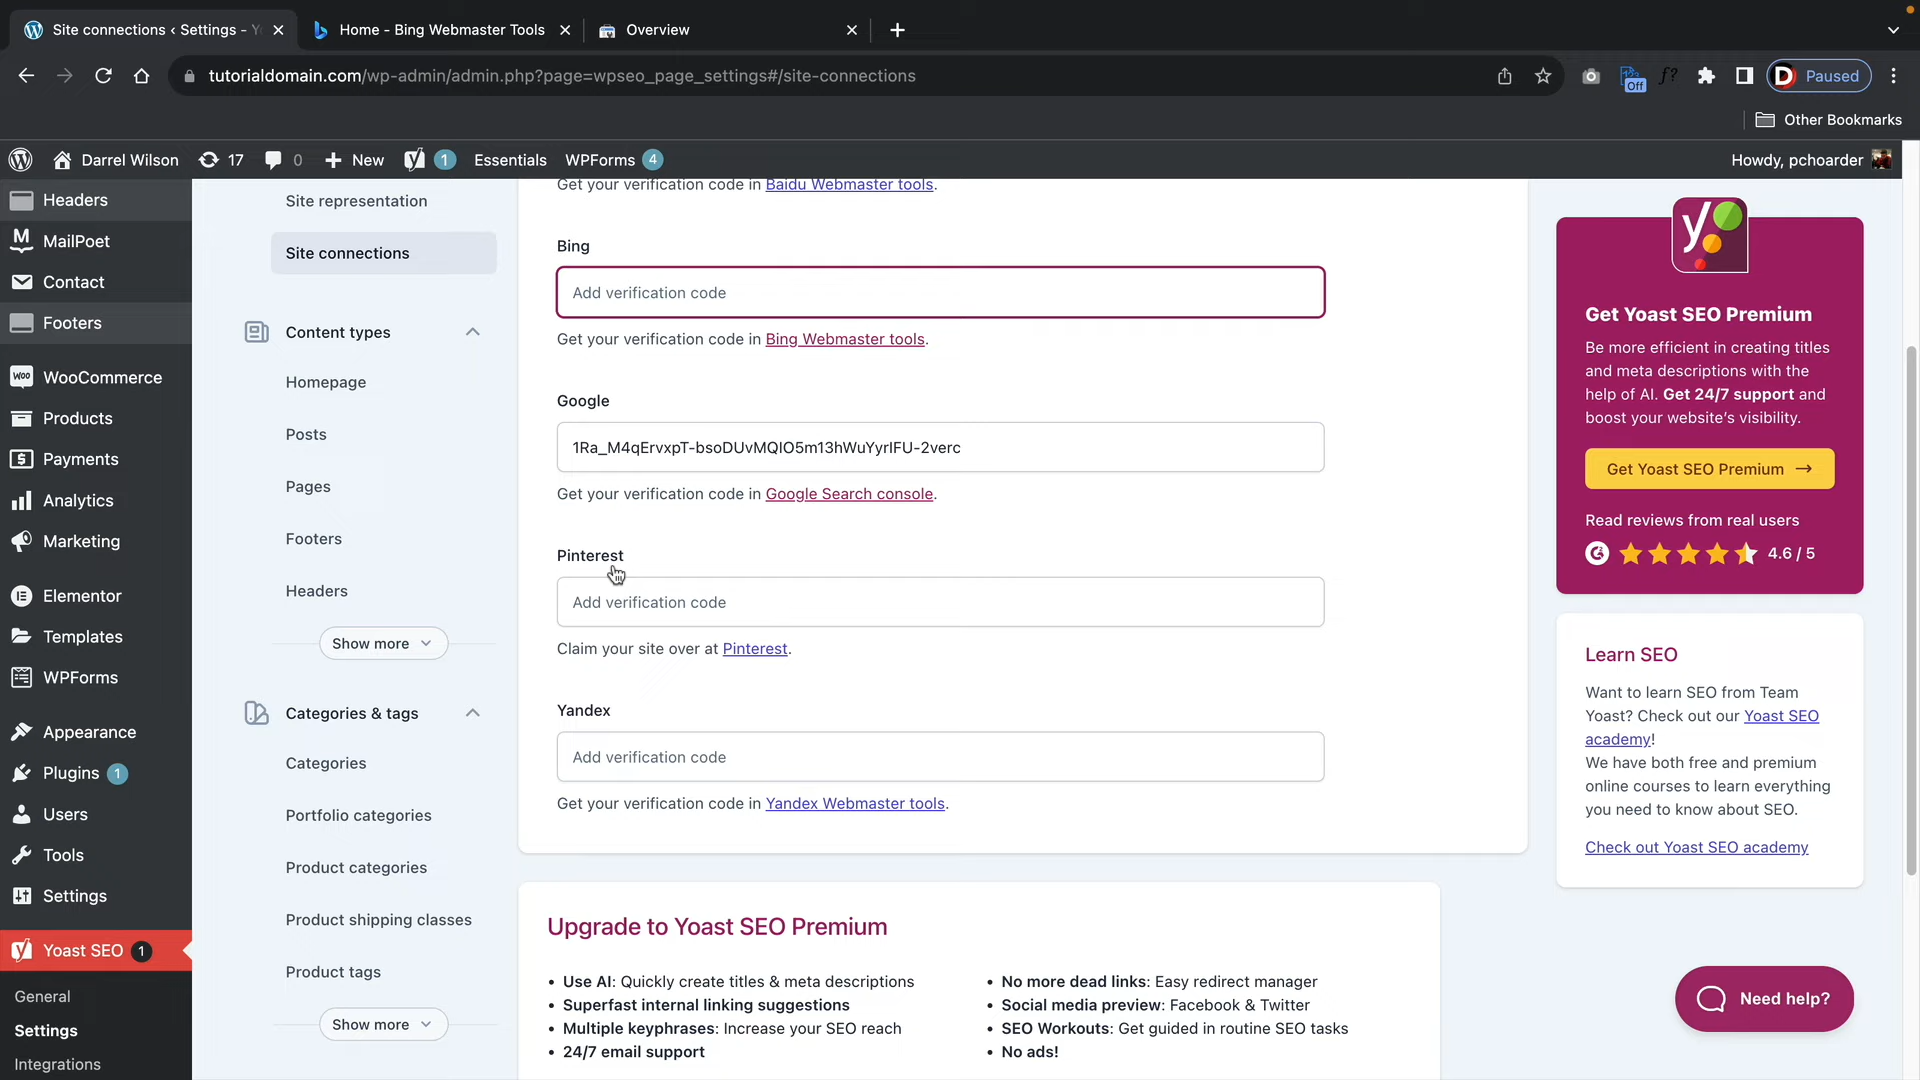 Site connections ‹ Settings - Y
Home - Bing Webmaster Tools
Overview
tutorialdomain.com/wp-admin/admin.php?page=wpseo_page_settings#/site-connections
Off
f?
D Paused
Other Bookmarks
Darrel Wilson
17
0
New
1
Essentials
WPForms 4
Howdy, pchoarder
Headers
MailPoet
Contact
Footers
WooCommerce
Products
Payments
Analytics
Marketing
Elementor
Templates
WPForms
Appearance
Plugins 1
Users
Tools
Settings
Yoast SEO 1
General
Settings
Integrations
Site representation
Site connections
Content types
Homepage
Posts
Pages
Footers
Headers
Show more
Categories & tags
Categories
Portfolio categories
Product categories
Product shipping classes
Product tags
Show more
Get your verification code in Baidu Webmaster tools.
Bing
Add verification code
Get your verification code in Bing Webmaster tools.
Google
1Ra_M4qErvxpT-bsoDUvMQIO5m13hWuYyrIFU-2verc
Get your verification code in Google Search console.
Pinterest
Add verification code
Claim your site over at Pinterest.
Yandex
Add verification code
Get your verification code in Yandex Webmaster tools.
Upgrade to Yoast SEO Premium
• Use AI: Quickly create titles & meta descriptions
• Superfast internal linking suggestions
• Multiple keyphrases: Increase your SEO reach
• 24/7 email support
• No more dead links: Easy redirect manager
• Social media preview: Facebook & Twitter
• SEO Workouts: Get guided in routine SEO tasks
• No ads!
Get Yoast SEO Premium
Be more efficient in creating titles
and meta descriptions with the
help of AI. Get 24/7 support and
boost your website's visibility.
Get Yoast SEO Premium →
Read reviews from real users
4.6 / 5
Learn SEO
Want to learn SEO from Team
Yoast? Check out our Yoast SEO
academy!
We have both free and premium
online courses to learn everything
you need to know about SEO.
Check out Yoast SEO academy
Need help?